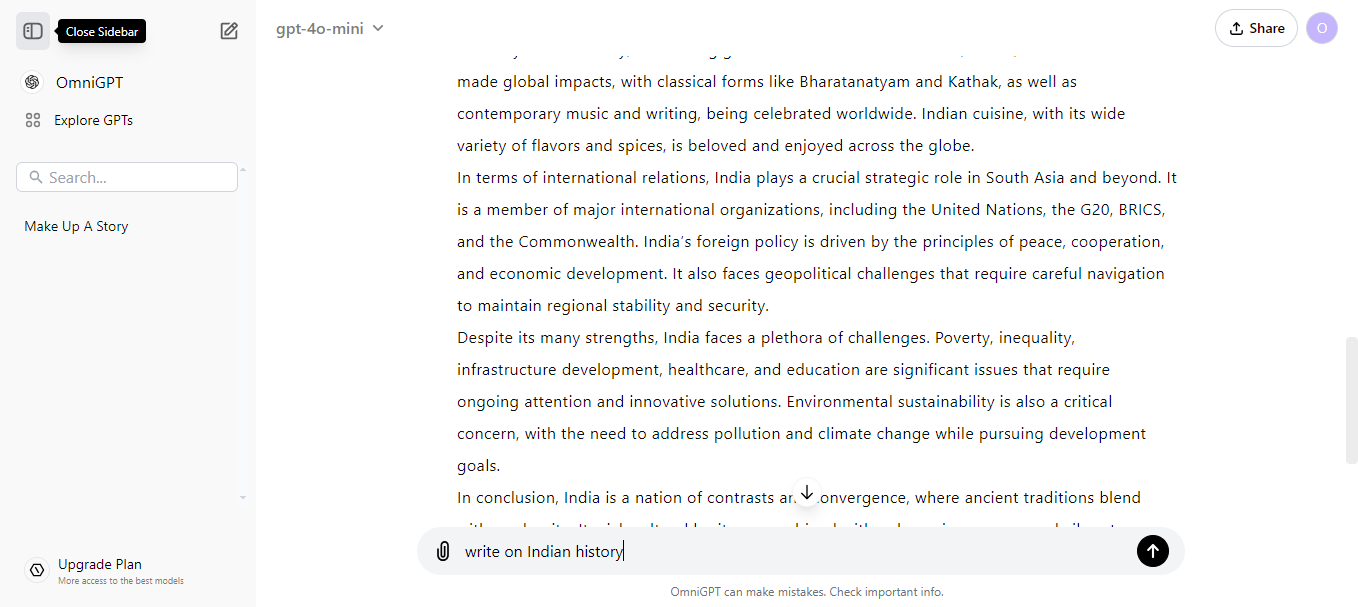 Close Sidebar
OmniGPT
Explore GPTs
Search...
Make Up A Story
Upgrade Plan
More access to the best models
gpt-4o-mini
Share
O
made global impacts, with classical forms like Bharatanatyam and Kathak, as well as
contemporary music and writing, being celebrated worldwide. Indian cuisine, with its wide
variety of flavors and spices, is beloved and enjoyed across the globe.
In terms of international relations, India plays a crucial strategic role in South Asia and beyond. It
is a member of major international organizations, including the United Nations, the G20, BRICS,
and the Commonwealth. India's foreign policy is driven by the principles of peace, cooperation,
and economic development. It also faces geopolitical challenges that require careful navigation
to maintain regional stability and security.
Despite its many strengths, India faces a plethora of challenges. Poverty, inequality,
infrastructure development, healthcare, and education are significant issues that require
ongoing attention and innovative solutions. Environmental sustainability is also a critical
concern, with the need to address pollution and climate change while pursuing development
goals.
In conclusion, India is a nation of contrasts and convergence, where ancient traditions blend
write on Indian history
OmniGPT can make mistakes. Check important info.